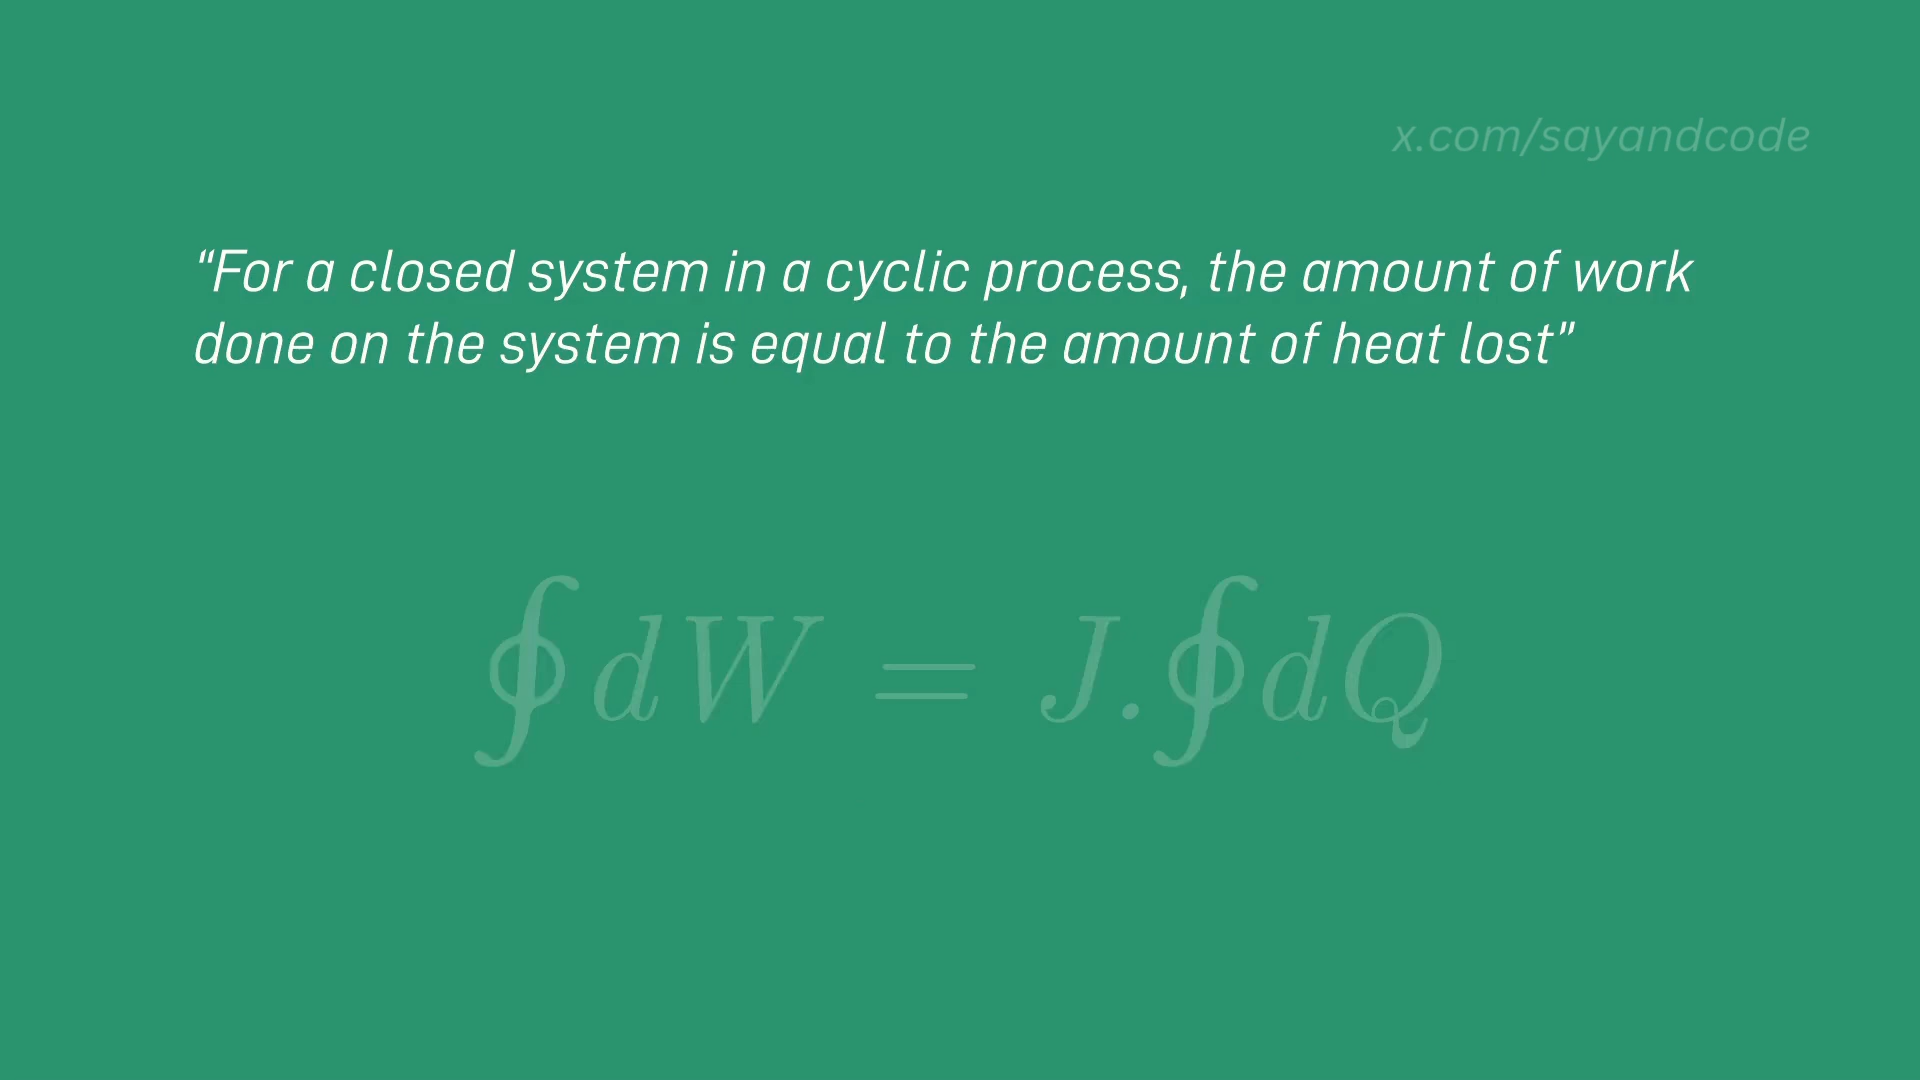 x.com/sayandcode
“For a closed system in a cyclic process, the amount of work
done on the system is equal to the amount of heat lost”
∮dW = J.∮dQ